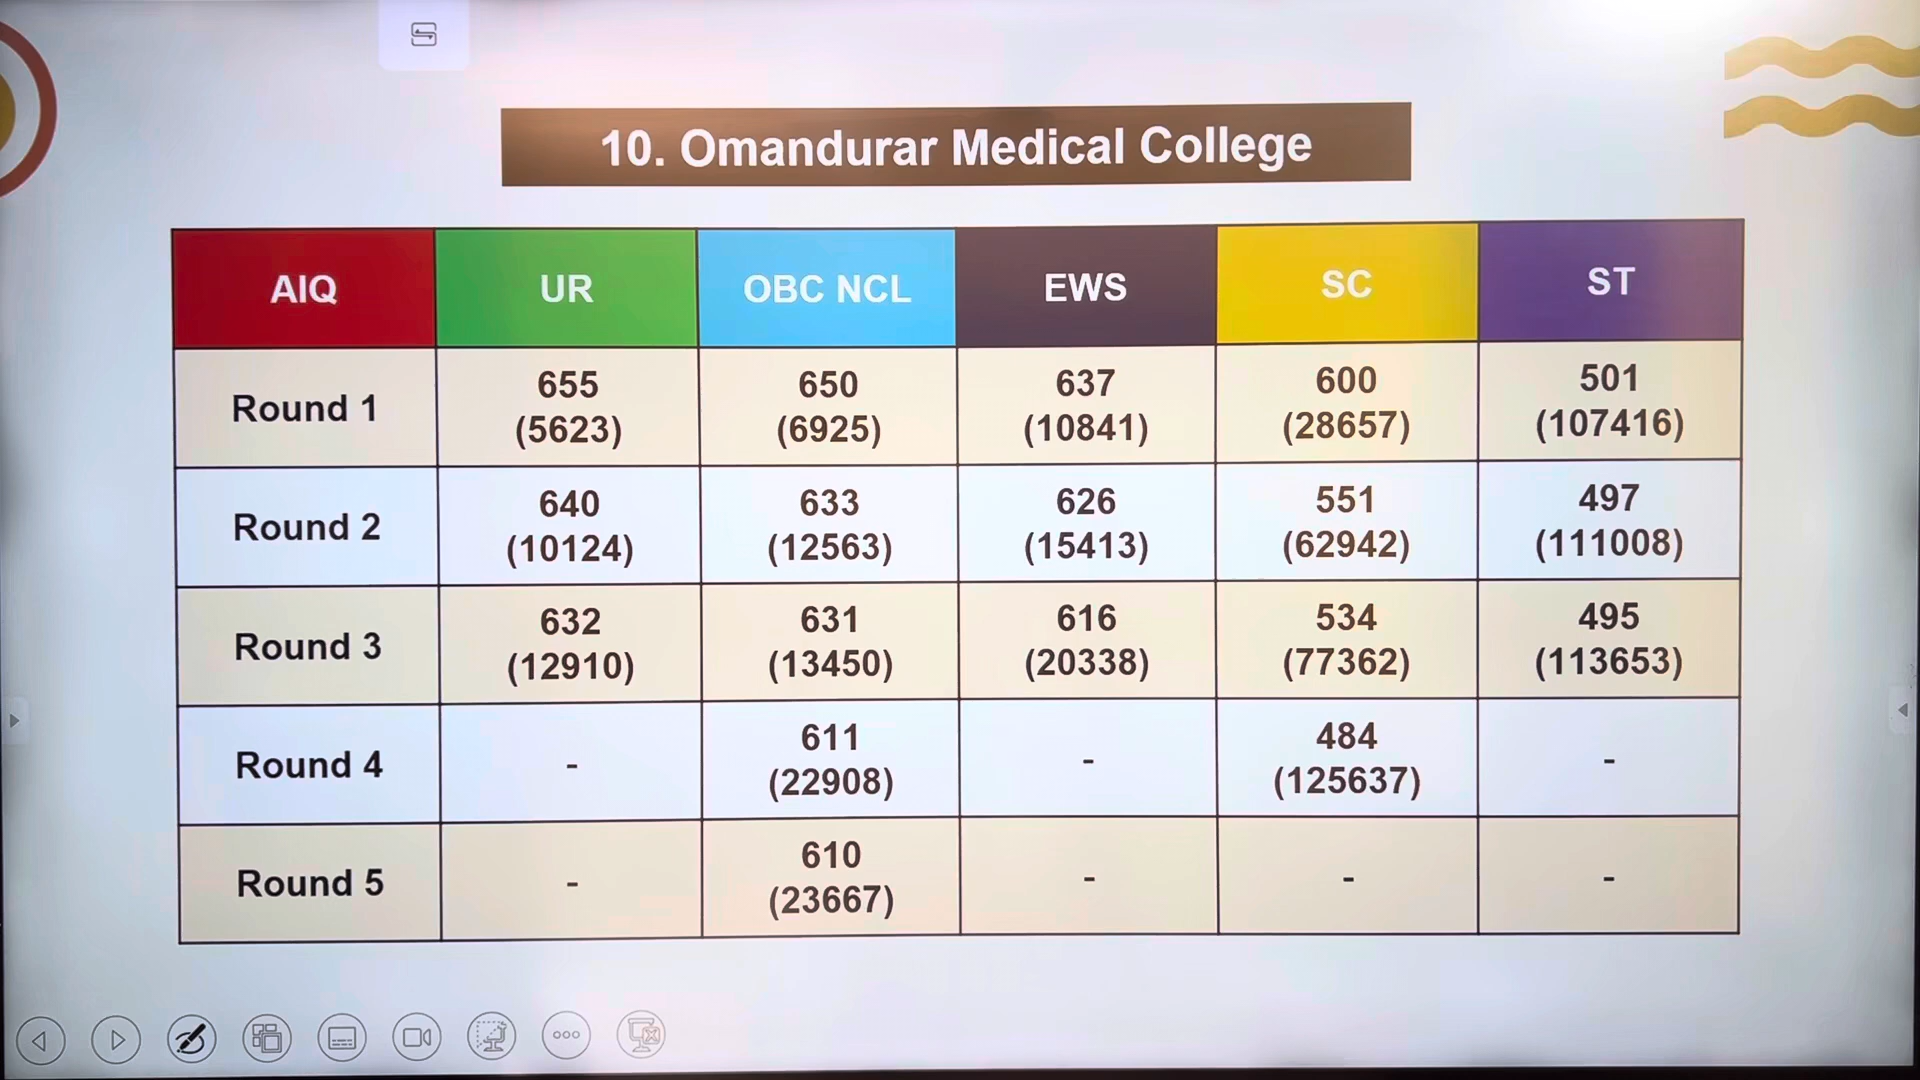 10. Omandurar Medical College
AIQ UR OBC NCL EWS SC ST
Round 1 655 (5623) 650 (6925) 637 (10841) 600 (28657) 501 (107416)
Round 2 640 (10124) 633 (12563) 626 (15413) 551 (62942) 497 (111008)
Round 3 632 (12910) 631 (13450) 616 (20338) 534 (77362) 495 (113653)
Round 4 - 611 (22908) - 484 (125637) -
Round 5 - 610 (23667) - - -